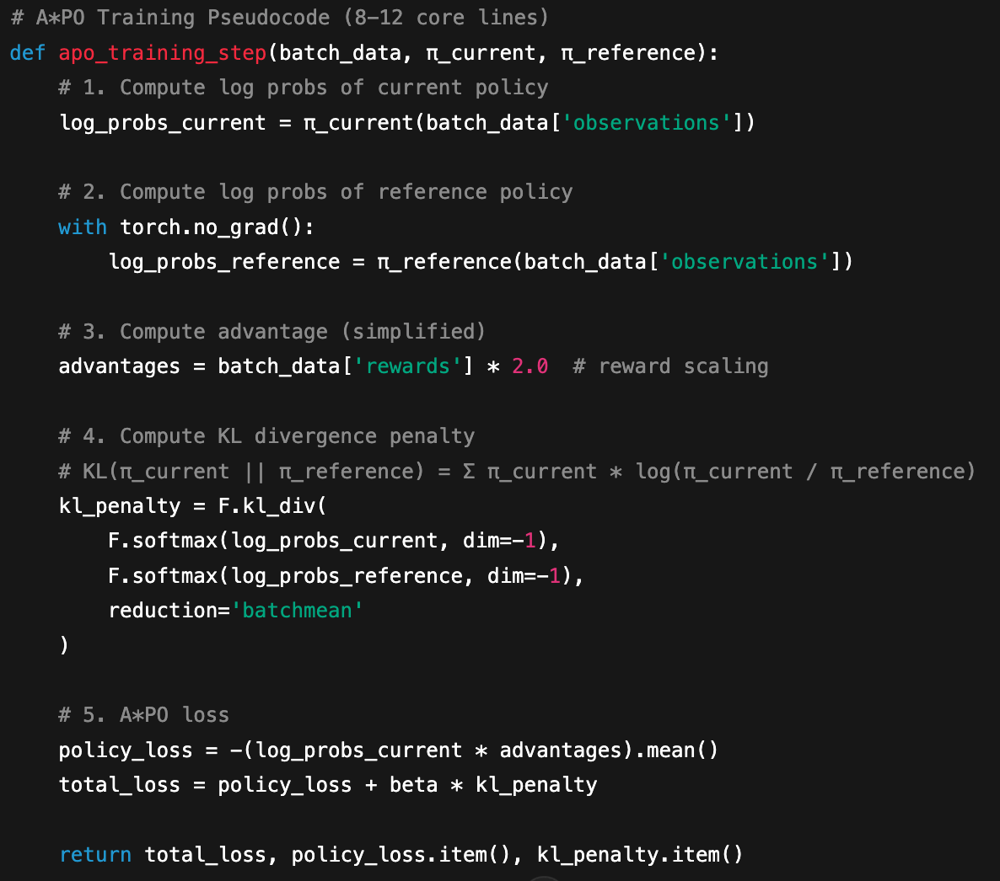 # A*PO Training Pseudocode (8-12 core lines)
def apo_training_step(batch_data, π_current, π_reference):
    # 1. Compute log probs of current policy
    log_probs_current = π_current(batch_data['observations'])

    # 2. Compute log probs of reference policy
    with torch.no_grad():
        log_probs_reference = π_reference(batch_data['observations'])

    # 3. Compute advantage (simplified)
    advantages = batch_data['rewards'] * 2.0  # reward scaling

    # 4. Compute KL divergence penalty
    # KL(π_current || π_reference) = Σ π_current * log(π_current / π_reference)
    kl_penalty = F.kl_div(
        F.softmax(log_probs_current, dim=-1),
        F.softmax(log_probs_reference, dim=-1),
        reduction='batchmean'
    )

    # 5. A*PO loss
    policy_loss = -(log_probs_current * advantages).mean()
    total_loss = policy_loss + beta * kl_penalty

    return total_loss, policy_loss.item(), kl_penalty.item()